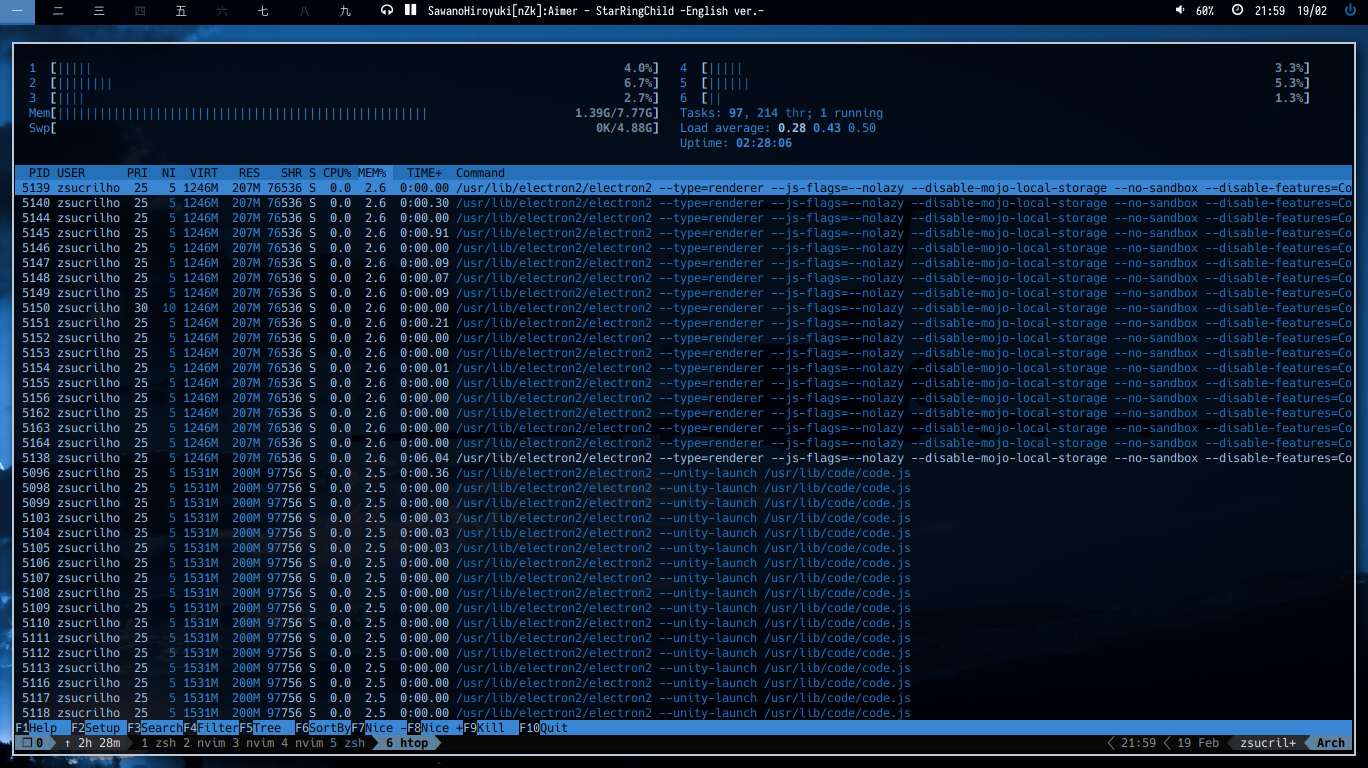 一 二 三 四 五 六 七 八 九 SawanoHiroyuki[nZk]:Aimer - StarRingChild -English ver.- 60% 21:59 19/02
1 [|||||                4.0%] 4 [|||||                3.3%]
2 [||||||||                6.7%] 5 [||||||                5.3%]
3 [||||                2.7%] 6 [||                1.3%]
Mem[|||||||||||||||||||||||||||||||||||||||||||||||||||||                1.39G/7.77G] Tasks: 97, 214 thr; 1 running
Swp[                0K/4.88G] Load average: 0.28 0.43 0.50
Uptime: 02:28:06
PID USER PRI NI VIRT RES SHR S CPU% MEM% TIME+ Command
5139 zsucrilho 25 5 1246M 207M 76536 S 0.0 2.6 0:00.00 /usr/lib/electron2/electron2 --type=renderer --js-flags=--nolazy --disable-mojo-local-storage --no-sandbox --disable-features=Co
5140 zsucrilho 25 5 1246M 207M 76536 S 0.0 2.6 0:00.30 /usr/lib/electron2/electron2 --type=renderer --js-flags=--nolazy --disable-mojo-local-storage --no-sandbox --disable-features=Co
5144 zsucrilho 25 5 1246M 207M 76536 S 0.0 2.6 0:00.00 /usr/lib/electron2/electron2 --type=renderer --js-flags=--nolazy --disable-mojo-local-storage --no-sandbox --disable-features=Co
5145 zsucrilho 25 5 1246M 207M 76536 S 0.0 2.6 0:00.91 /usr/lib/electron2/electron2 --type=renderer --js-flags=--nolazy --disable-mojo-local-storage --no-sandbox --disable-features=Co
5146 zsucrilho 25 5 1246M 207M 76536 S 0.0 2.6 0:00.00 /usr/lib/electron2/electron2 --type=renderer --js-flags=--nolazy --disable-mojo-local-storage --no-sandbox --disable-features=Co
5147 zsucrilho 25 5 1246M 207M 76536 S 0.0 2.6 0:00.09 /usr/lib/electron2/electron2 --type=renderer --js-flags=--nolazy --disable-mojo-local-storage --no-sandbox --disable-features=Co
5148 zsucrilho 25 5 1246M 207M 76536 S 0.0 2.6 0:00.07 /usr/lib/electron2/electron2 --type=renderer --js-flags=--nolazy --disable-mojo-local-storage --no-sandbox --disable-features=Co
5149 zsucrilho 25 5 1246M 207M 76536 S 0.0 2.6 0:00.09 /usr/lib/electron2/electron2 --type=renderer --js-flags=--nolazy --disable-mojo-local-storage --no-sandbox --disable-features=Co
5150 zsucrilho 30 10 1246M 207M 76536 S 0.0 2.6 0:00.00 /usr/lib/electron2/electron2 --type=renderer --js-flags=--nolazy --disable-mojo-local-storage --no-sandbox --disable-features=Co
5151 zsucrilho 25 5 1246M 207M 76536 S 0.0 2.6 0:00.21 /usr/lib/electron2/electron2 --type=renderer --js-flags=--nolazy --disable-mojo-local-storage --no-sandbox --disable-features=Co
5152 zsucrilho 25 5 1246M 207M 76536 S 0.0 2.6 0:00.00 /usr/lib/electron2/electron2 --type=renderer --js-flags=--nolazy --disable-mojo-local-storage --no-sandbox --disable-features=Co
5153 zsucrilho 25 5 1246M 207M 76536 S 0.0 2.6 0:00.00 /usr/lib/electron2/electron2 --type=renderer --js-flags=--nolazy --disable-mojo-local-storage --no-sandbox --disable-features=Co
5154 zsucrilho 25 5 1246M 207M 76536 S 0.0 2.6 0:00.01 /usr/lib/electron2/electron2 --type=renderer --js-flags=--nolazy --disable-mojo-local-storage --no-sandbox --disable-features=Co
5155 zsucrilho 25 5 1246M 207M 76536 S 0.0 2.6 0:00.00 /usr/lib/electron2/electron2 --type=renderer --js-flags=--nolazy --disable-mojo-local-storage --no-sandbox --disable-features=Co
5156 zsucrilho 25 5 1246M 207M 76536 S 0.0 2.6 0:00.00 /usr/lib/electron2/electron2 --type=renderer --js-flags=--nolazy --disable-mojo-local-storage --no-sandbox --disable-features=Co
5162 zsucrilho 25 5 1246M 207M 76536 S 0.0 2.6 0:00.00 /usr/lib/electron2/electron2 --type=renderer --js-flags=--nolazy --disable-mojo-local-storage --no-sandbox --disable-features=Co
5163 zsucrilho 25 5 1246M 207M 76536 S 0.0 2.6 0:00.00 /usr/lib/electron2/electron2 --type=renderer --js-flags=--nolazy --disable-mojo-local-storage --no-sandbox --disable-features=Co
5164 zsucrilho 25 5 1246M 207M 76536 S 0.0 2.6 0:00.00 /usr/lib/electron2/electron2 --type=renderer --js-flags=--nolazy --disable-mojo-local-storage --no-sandbox --disable-features=Co
5138 zsucrilho 25 5 1246M 207M 76536 S 0.0 2.6 0:06.04 /usr/lib/electron2/electron2 --type=renderer --js-flags=--nolazy --disable-mojo-local-storage --no-sandbox --disable-features=Co
5096 zsucrilho 25 5 1531M 200M 97756 S 0.0 2.5 0:00.36 /usr/lib/electron2/electron2 --unity-launch /usr/lib/code/code.js
5098 zsucrilho 25 5 1531M 200M 97756 S 0.0 2.5 0:00.00 /usr/lib/electron2/electron2 --unity-launch /usr/lib/code/code.js
5099 zsucrilho 25 5 1531M 200M 97756 S 0.0 2.5 0:00.00 /usr/lib/electron2/electron2 --unity-launch /usr/lib/code/code.js
5103 zsucrilho 25 5 1531M 200M 97756 S 0.0 2.5 0:00.03 /usr/lib/electron2/electron2 --unity-launch /usr/lib/code/code.js
5104 zsucrilho 25 5 1531M 200M 97756 S 0.0 2.5 0:00.03 /usr/lib/electron2/electron2 --unity-launch /usr/lib/code/code.js
5105 zsucrilho 25 5 1531M 200M 97756 S 0.0 2.5 0:00.03 /usr/lib/electron2/electron2 --unity-launch /usr/lib/code/code.js
5106 zsucrilho 25 5 1531M 200M 97756 S 0.0 2.5 0:00.00 /usr/lib/electron2/electron2 --unity-launch /usr/lib/code/code.js
5107 zsucrilho 25 5 1531M 200M 97756 S 0.0 2.5 0:00.00 /usr/lib/electron2/electron2 --unity-launch /usr/lib/code/code.js
5108 zsucrilho 25 5 1531M 200M 97756 S 0.0 2.5 0:00.00 /usr/lib/electron2/electron2 --unity-launch /usr/lib/code/code.js
5109 zsucrilho 25 5 1531M 200M 97756 S 0.0 2.5 0:00.00 /usr/lib/electron2/electron2 --unity-launch /usr/lib/code/code.js
5110 zsucrilho 25 5 1531M 200M 97756 S 0.0 2.5 0:00.00 /usr/lib/electron2/electron2 --unity-launch /usr/lib/code/code.js
5111 zsucrilho 25 5 1531M 200M 97756 S 0.0 2.5 0:00.00 /usr/lib/electron2/electron2 --unity-launch /usr/lib/code/code.js
5112 zsucrilho 25 5 1531M 200M 97756 S 0.0 2.5 0:00.00 /usr/lib/electron2/electron2 --unity-launch /usr/lib/code/code.js
5113 zsucrilho 25 5 1531M 200M 97756 S 0.0 2.5 0:00.00 /usr/lib/electron2/electron2 --unity-launch /usr/lib/code/code.js
5116 zsucrilho 25 5 1531M 200M 97756 S 0.0 2.5 0:00.00 /usr/lib/electron2/electron2 --unity-launch /usr/lib/code/code.js
5117 zsucrilho 25 5 1531M 200M 97756 S 0.0 2.5 0:00.00 /usr/lib/electron2/electron2 --unity-launch /usr/lib/code/code.js
5118 zsucrilho 25 5 1531M 200M 97756 S 0.0 2.5 0:00.00 /usr/lib/electron2/electron2 --unity-launch /usr/lib/code/code.js
F1Help F2Setup F3SearchF4FilterF5Tree F6SortByF7Nice -F8Nice +F9Kill F10Quit
0 ↑ 2h 28m 1 zsh 2 nvim 3 nvim 4 nvim 5 zsh 6 htop 21:59 19 Feb zsucril+ Arch